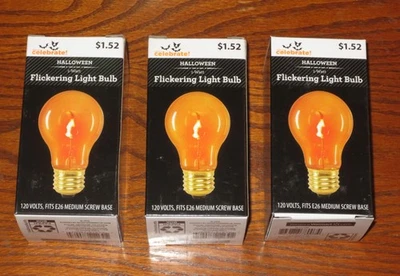 celebrate!
$1.52
HALLOWEEN
Flickering Light Bulb
120 VOLTS, FITS E26 MEDIUM SCREW BASE
celebrate!
$1.52
HALLOWEEN
3-Watt
Flickering Light Bulb
120 VOLTS, FITS E26 MEDIUM SCREW BASE
celebrate!
$1.52
HALLOWEEN
Flickering Light Bulb
120 VOLTS, FITS E26 MEDIUM SCREW BASE